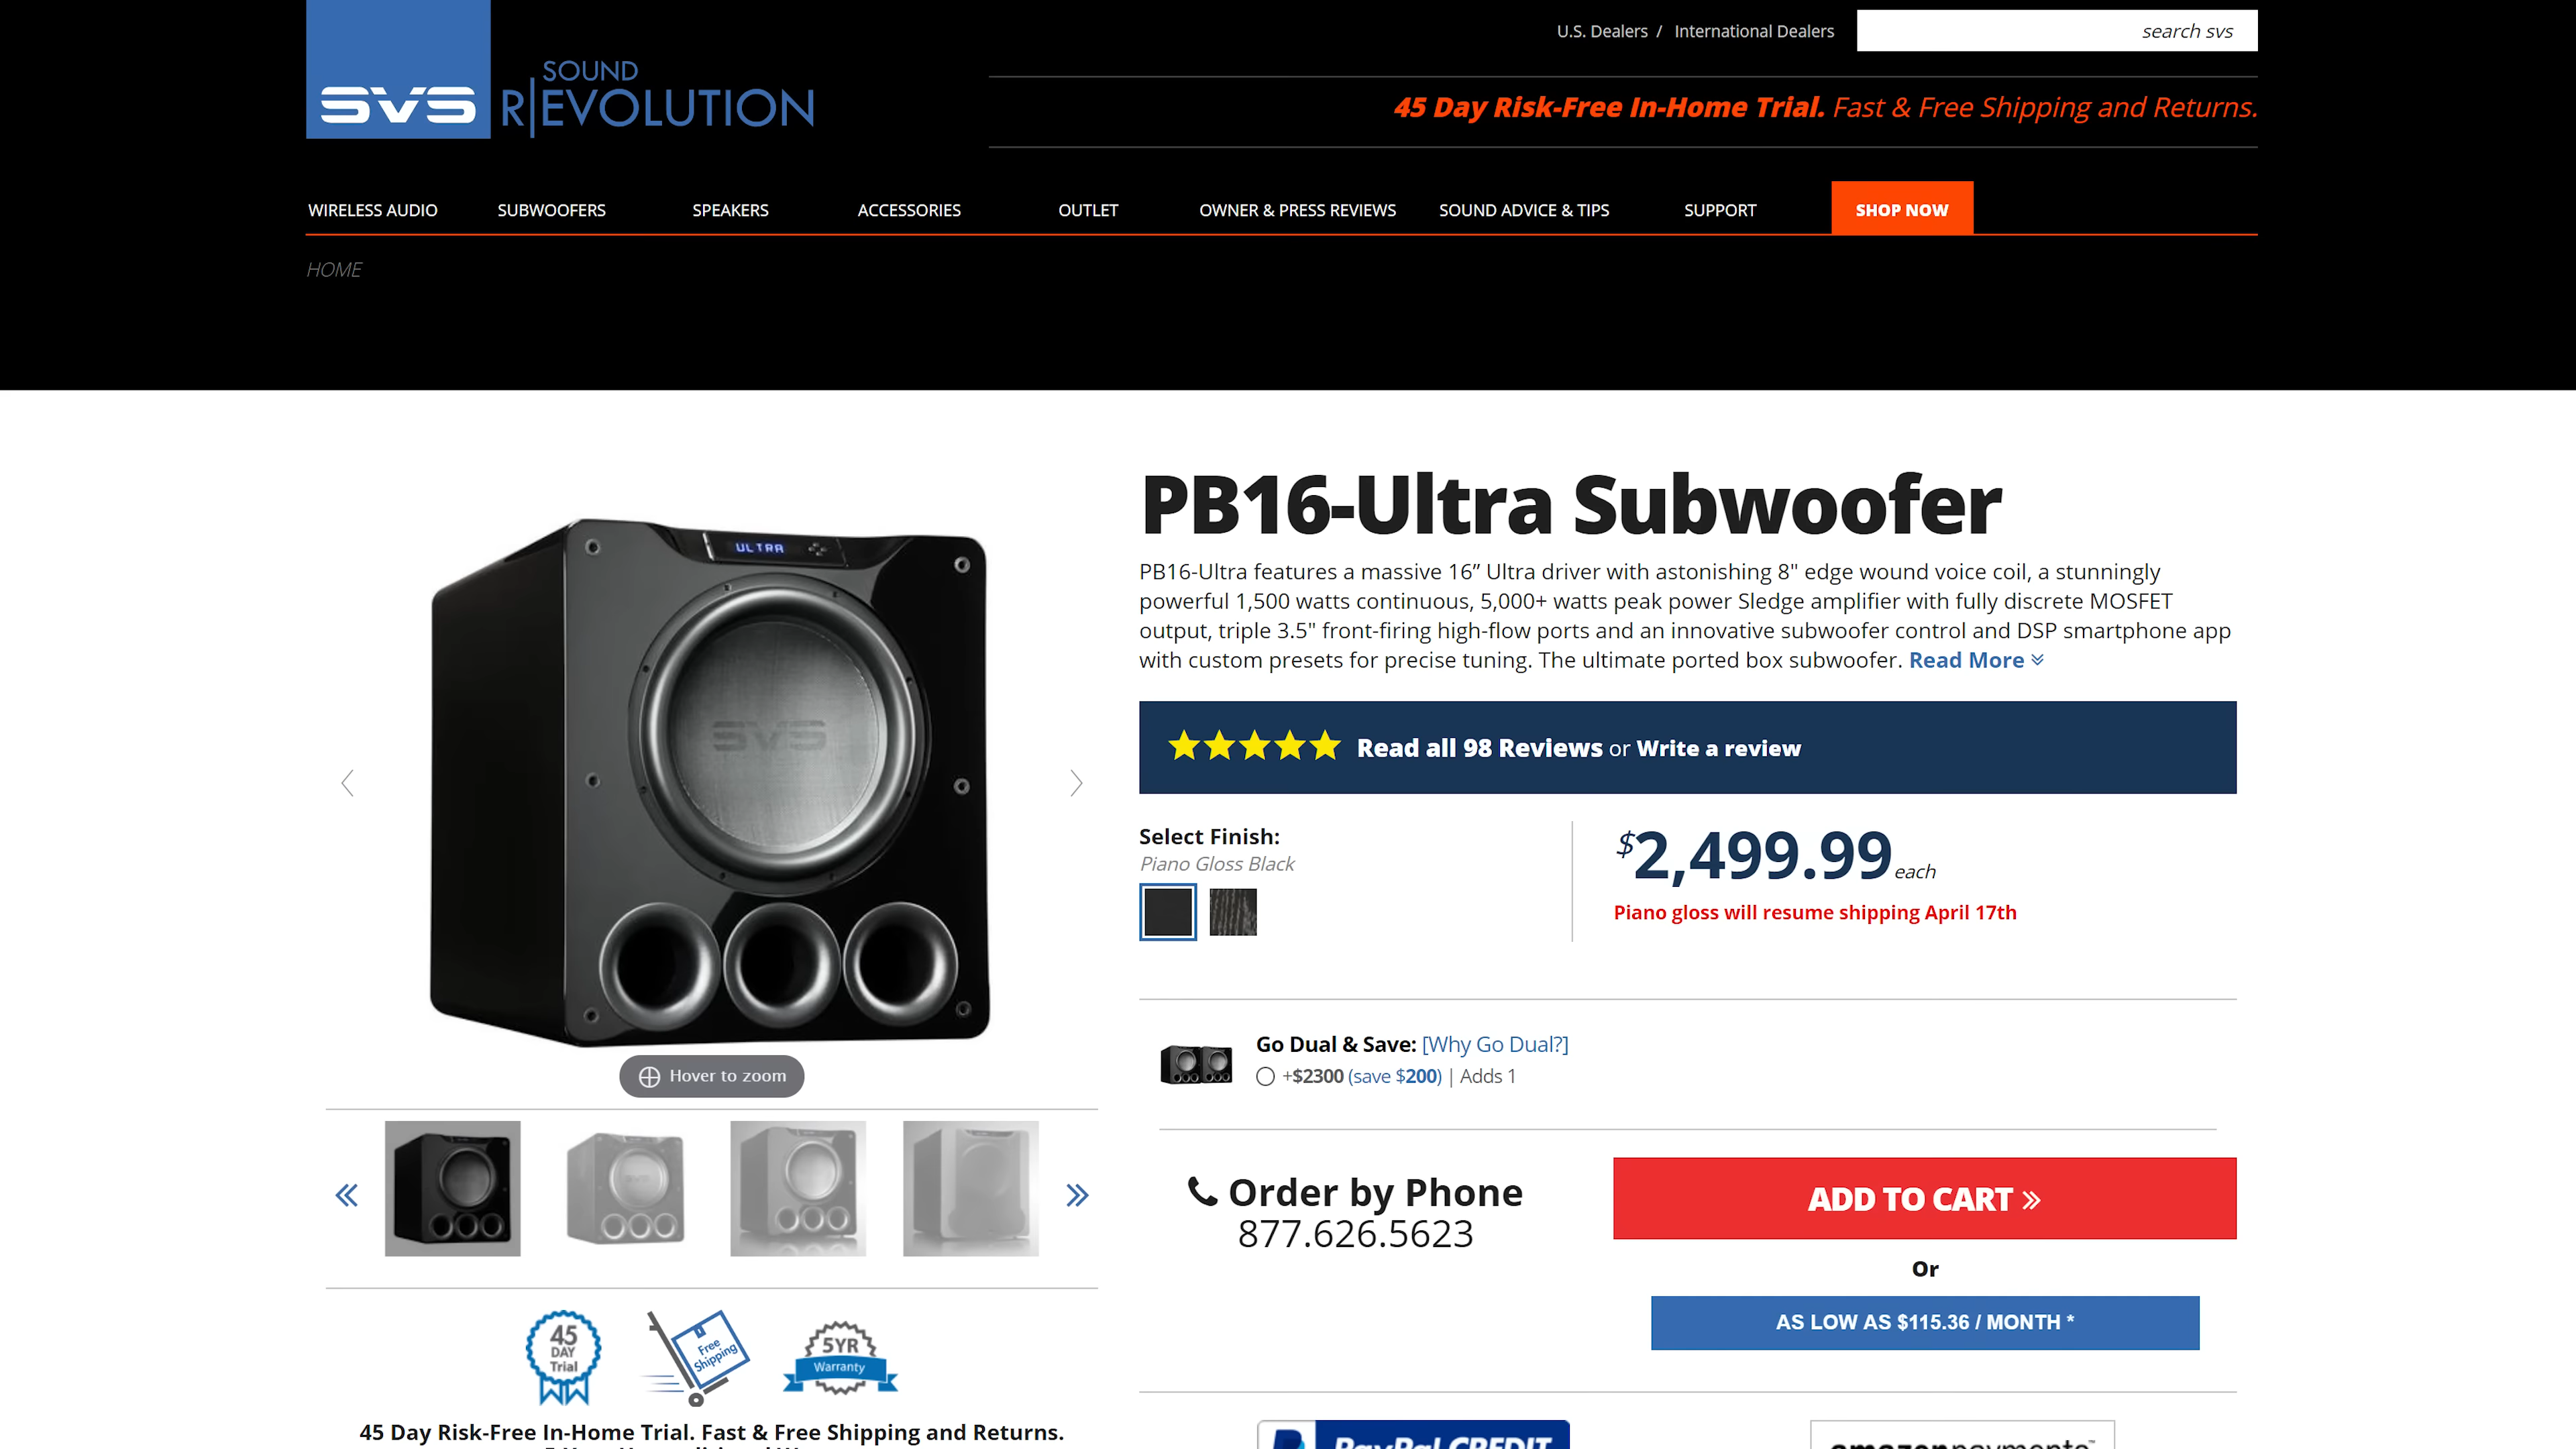 U.S. Dealers / International Dealers
search svs
SVS
SOUND
R|EVOLUTION
45 Day Risk-Free In-Home Trial. Fast & Free Shipping and Returns.
WIRELESS AUDIO SUBWOOFERS SPEAKERS ACCESSORIES OUTLET OWNER & PRESS REVIEWS SOUND ADVICE & TIPS SUPPORT SHOP NOW
HOME
PB16-Ultra Subwoofer
PB16-Ultra features a massive 16” Ultra driver with astonishing 8" edge wound voice coil, a stunningly
powerful 1,500 watts continuous, 5,000+ watts peak power Sledge amplifier with fully discrete MOSFET
output, triple 3.5" front-firing high-flow ports and an innovative subwoofer control and DSP smartphone app
with custom presets for precise tuning. The ultimate ported box subwoofer. Read More
ULTRA
SVS
Read all 98 Reviews or Write a review
Select Finish:
Piano Gloss Black
$2,499.99 each
Piano gloss will resume shipping April 17th
Go Dual & Save: [Why Go Dual?]
+$2300 (save $200) | Adds 1
Hover to zoom
Order by Phone
877.626.5623
ADD TO CART
Or
AS LOW AS $115.36 / MONTH *
45
DAY
Trial
Free
Shipping
5YR
Warranty
45 Day Risk-Free In-Home Trial. Fast & Free Shipping and Returns.
PayPal CREDIT
amazonpayments™